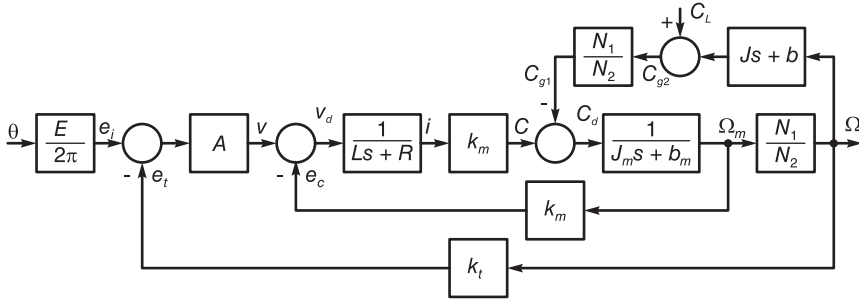 + C_L
N_1
N_2
Js + b
C_g1
C_g2
-
θ
E
2π
e_i
- e_t
A
v
- e_c
v_d
1
Ls + R
i
k_m
C
C_d
1
J_m s + b_m
Ω_m
N_1
N_2
Ω
k_m
k_t